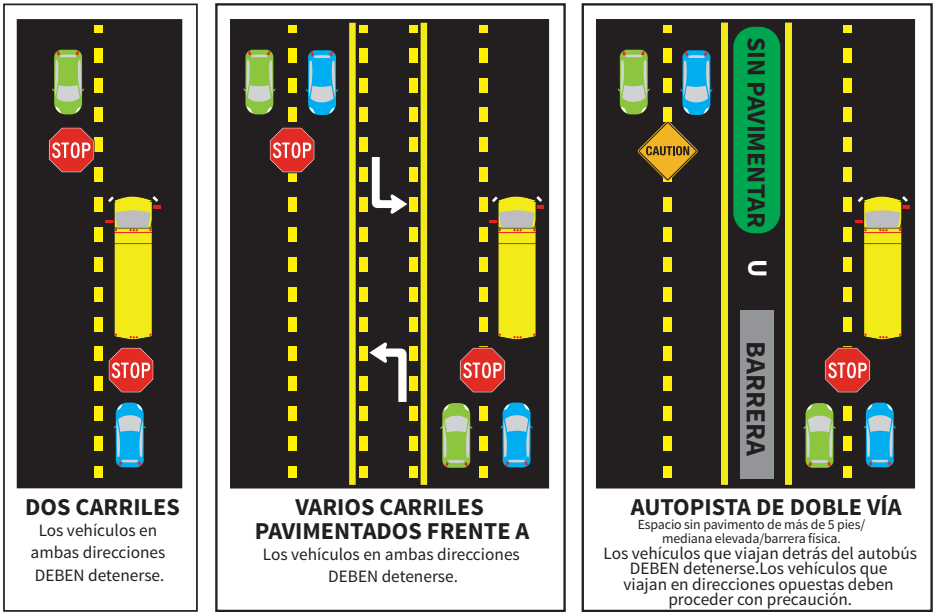 STOP
STOP
DOS CARRILES
Los vehículos en
ambas direcciones
DEBEN detenerse.
STOP
STOP
VARIOS CARRILES
PAVIMENTADOS FRENTE A
Los vehículos en ambas direcciones
DEBEN detenerse.
CAUTION
SIN PAVIMENTAR
U
BARRERA
STOP
AUTOPISTA DE DOBLE VÍA
Espacio sin pavimento de más de 5 pies/
mediana elevada/barrera física.
Los vehículos que viajan detrás del autobús
DEBEN detenerse.Los vehículos que
viajan en direcciones opuestas deben
proceder con precaución.